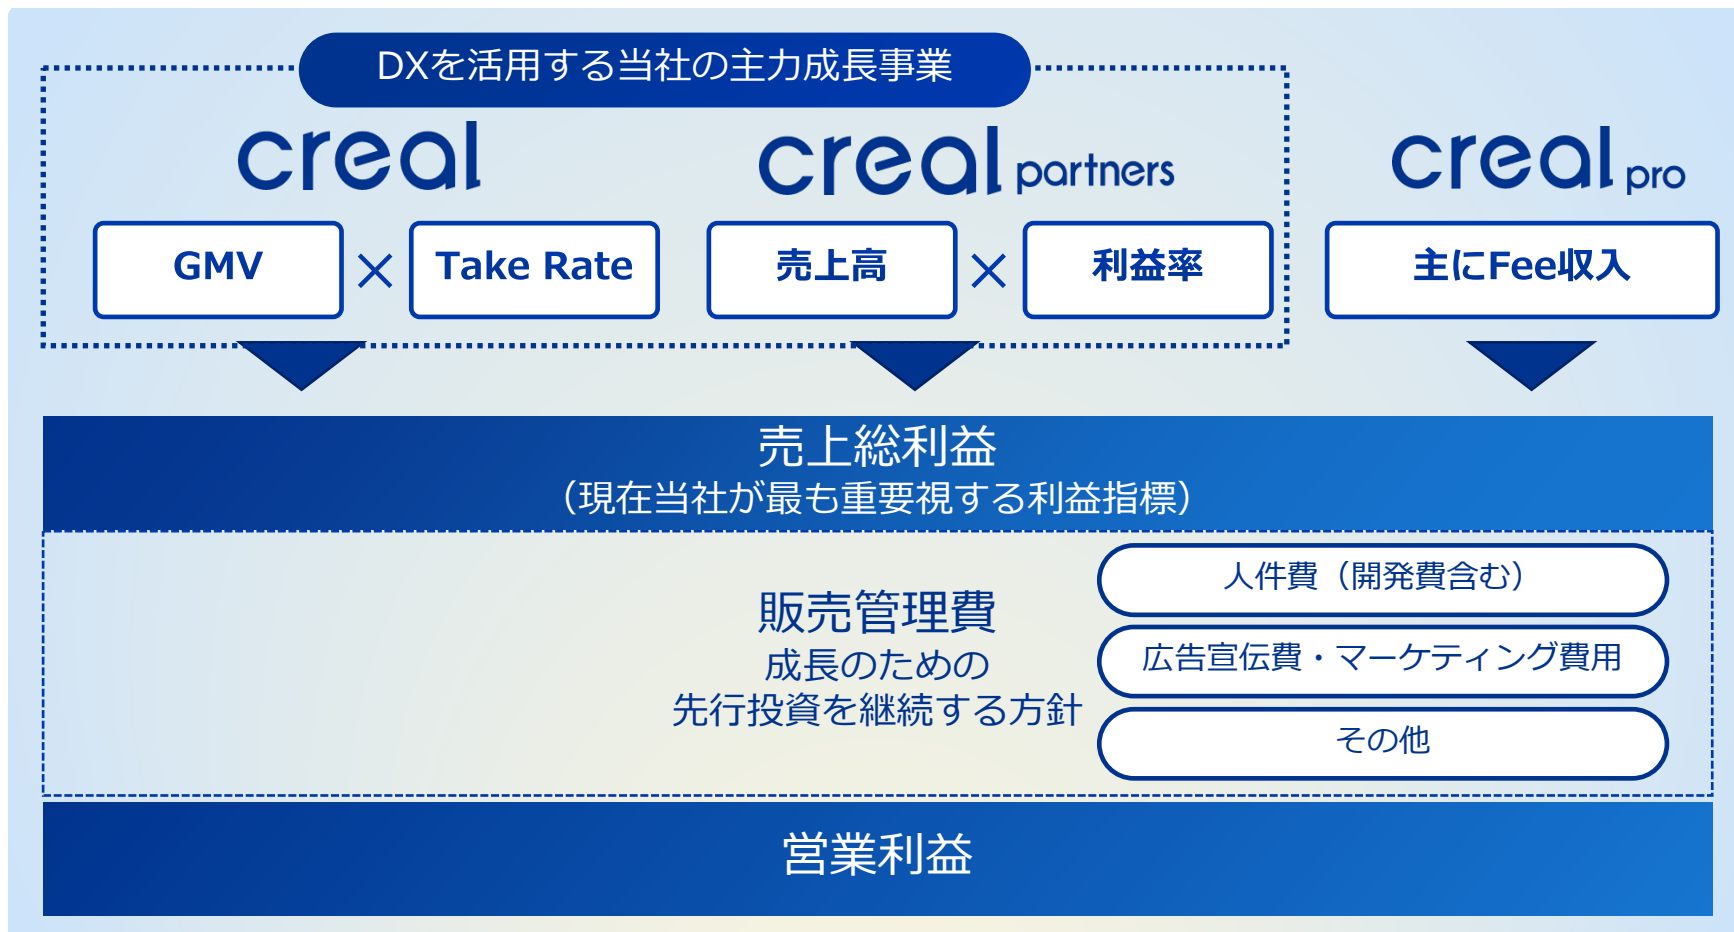 DXを活用する当社の主力成長事業
creal
creal partners
creal pro
GMV × Take Rate
売上高 × 利益率
主にFee収入
売上総利益
（現在当社が最も重要視する利益指標）
販売管理費
成長のための
先行投資を継続する方針
人件費（開発費含む）
広告宣伝費・マーケティング費用
その他
営業利益